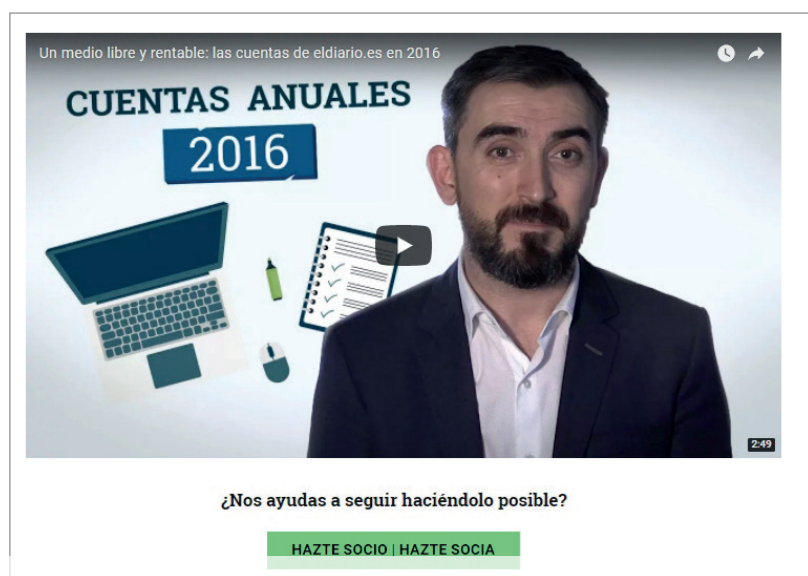 Un medio libre y rentable: las cuentas de eldiario.es en 2016
CUENTAS ANUALES
2016
2:49
¿Nos ayudas a seguir haciéndolo posible?
HAZTE SOCIO | HAZTE SOCIA